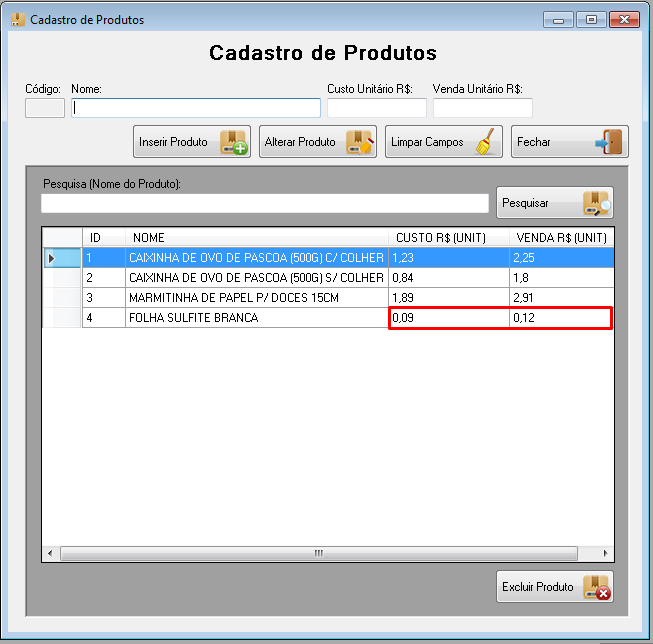 Cadastro de Produtos
Cadastro de Produtos
Código: Nome: Custo Unitário R$: Venda Unitário R$:
Inserir Produto Alterar Produto Limpar Campos Fechar
Pesquisa (Nome do Produto):
Pesquisar
ID NOME CUSTO R$ (UNIT) VENDA R$ (UNIT)
1 CAIXINHA DE OVO DE PASCOA (500G) C/ COLHER 1,23 2,25
2 CAIXINHA DE OVO DE PASCOA (500G) S/ COLHER 0,84 1,8
3 MARMITINHA DE PAPEL P/ DOCES 15CM 1,89 2,91
4 FOLHA SULFITE BRANCA 0,09 0,12
Excluir Produto